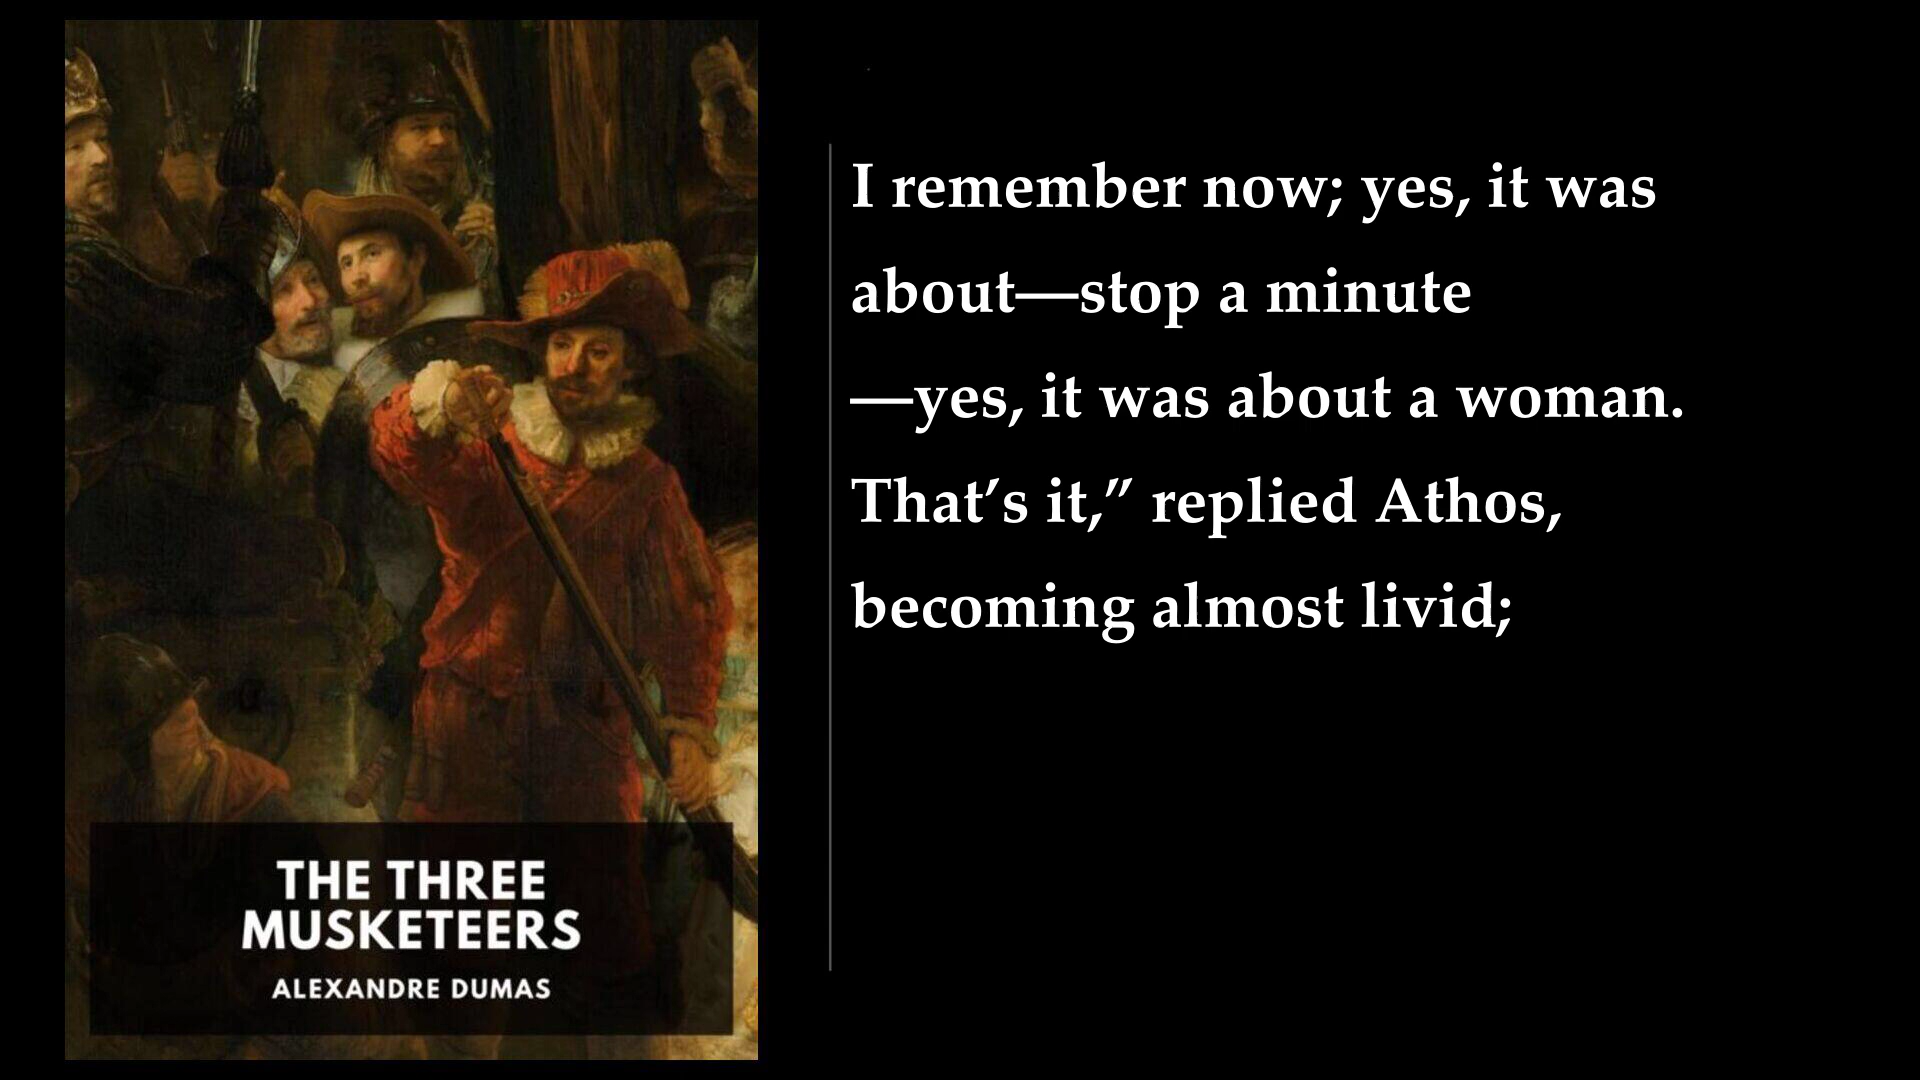 I remember now; yes, it was
about—stop a minute
—yes, it was about a woman.
That’s it,” replied Athos,
becoming almost livid;
THE THREE
MUSKETEERS
ALEXANDRE DUMAS